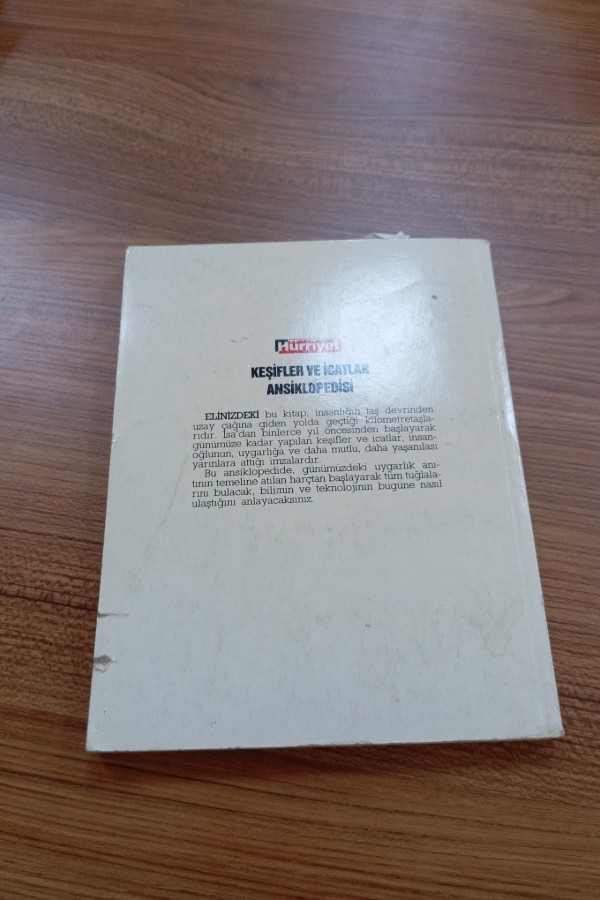 Hürriyet
KEŞİFLER VE İCATLAR
ANSİKLOPEDİSİ
ELİNİZDEKİ bu kitap, insanlığın taş devrinden
uzay çağına giden yolda geçtiği kilometretaşla-
rıdır. İsa'dan binlerce yıl öncesinden başlayarak
günümüze kadar yapılan keşifler ve icatlar, insan-
oğlunun, uygarlığa ve daha mutlu, daha yaşanılası
yarınlara attığı imzalardır.
Bu ansiklopedide, günümüzdeki uygarlık anı-
tının temeline atılan harçtan başlayarak tüm tuğlala-
rını bulacak, bilimin ve teknolojinin bugüne nasıl
ulaştığını anlayacaksınız.